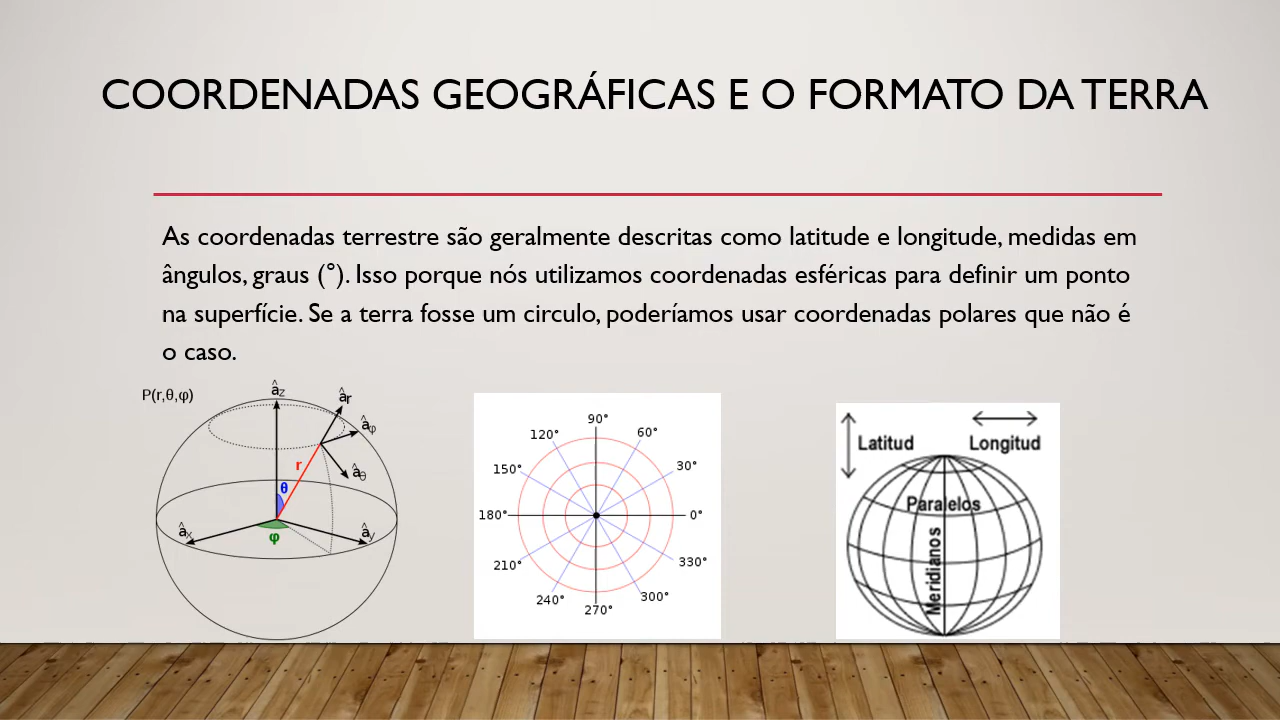 COORDENADAS GEOGRÁFICAS E O FORMATO DA TERRA
As coordenadas terrestre são geralmente descritas como latitude e longitude, medidas em
ângulos, graus (°). Isso porque nós utilizamos coordenadas esféricas para definir um ponto
na superfície. Se a terra fosse um circulo, poderíamos usar coordenadas polares que não é
o caso.
P(r,θ,φ)
âz
âr
âφ
âθ
r
θ
âx
ây
φ
90°
120°
60°
150°
30°
180°
0°
210°
330°
240°
300°
270°
Latitud
Longitud
Paralelos
Meridianos